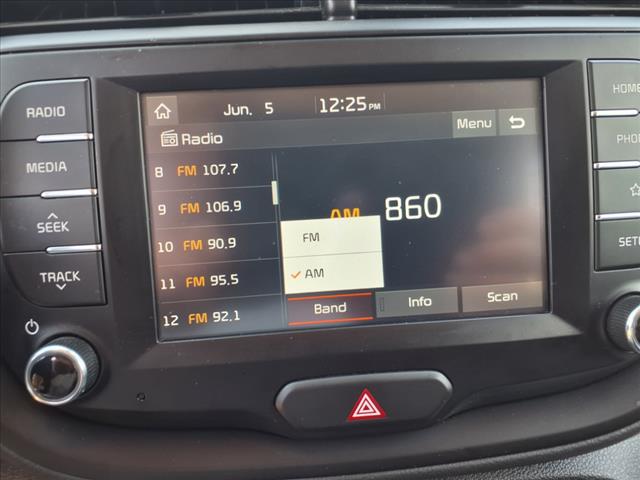 RADIO
MEDIA
SEEK
TRACK
Jun. 5 12:25 PM
Radio
Menu
8 FM 107.7
9 FM 106.9
10 FM 90.9
11 FM 95.5
12 FM 92.1
AM 860
FM
AM
Band
Info
Scan
HOME
PHON
SETU